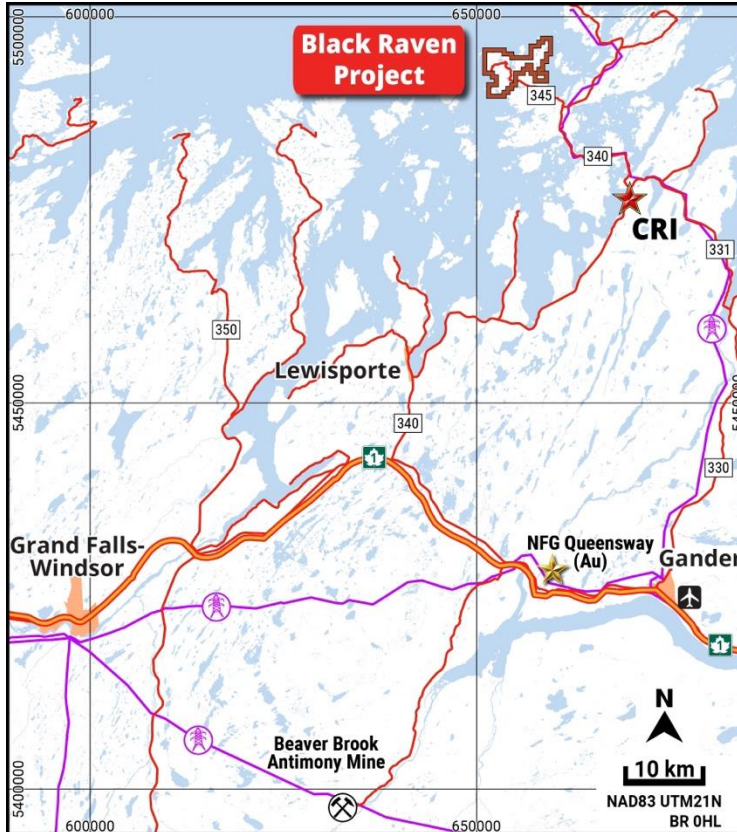 600000
650000
5500000
Black Raven
Project
345
340
CRI
331
350
Lewisporte
5450000
5450000
340
1
330
Grand Falls-
Windsor
NFG Queensway
(Au)
Gander
1
N
Beaver Brook
Antimony Mine
10 km
5400000
NAD83 UTM21N
BR 0HL
600000
650000